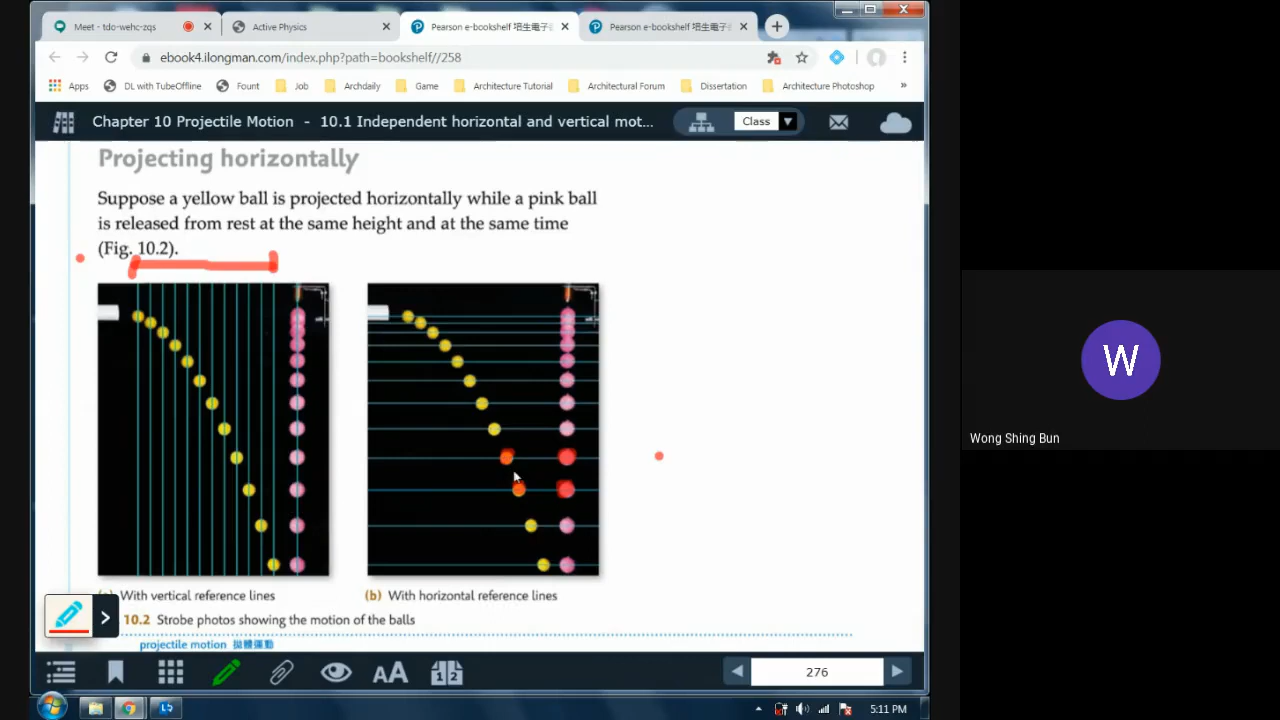 Meet - tdo-wehc-zqs
Active Physics
Pearson e-bookshelf 培生電子
Pearson e-bookshelf 培生電子
ebook4.ilongman.com/index.php?path=bookshelf//258
Apps
DL with TubeOffline
Fount
Job
Archdaily
Game
Architecture Tutorial
Architectural Forum
Dissertation
Architecture Photoshop
»
Chapter 10 Projectile Motion - 10.1 Independent horizontal and vertical mot...
Class
Projecting horizontally
Suppose a yellow ball is projected horizontally while a pink ball
is released from rest at the same height and at the same time
(Fig. 10.2).
With vertical reference lines
(b) With horizontal reference lines
10.2 Strobe photos showing the motion of the balls
projectile motion 拋體運動
AA
1 2
276
5:11 PM
W
Wong Shing Bun